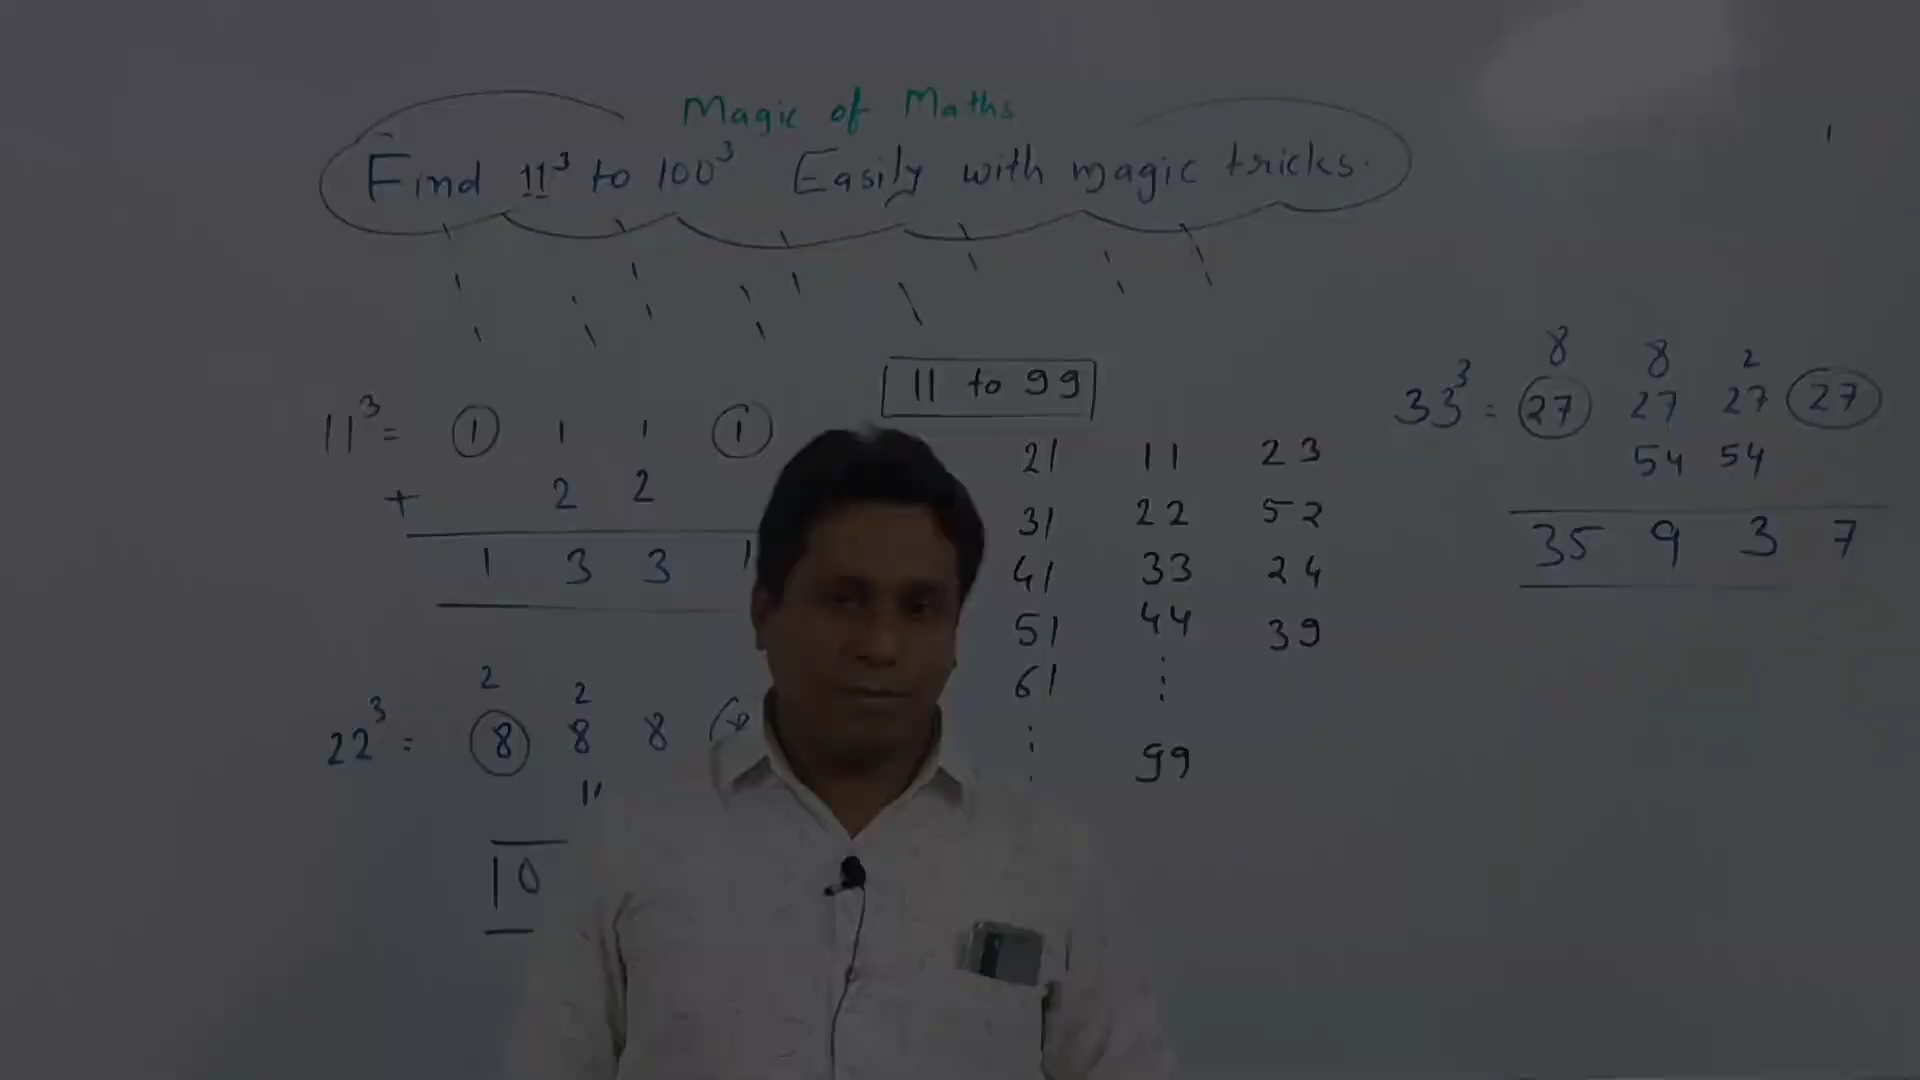 Magic of Maths
Find 11³ to 100³ Easily with magic tricks.
11 to 99
11³ = 1 1 1 1
+ 2 2
1 3 3 1
21 11 23
31 22 52
41 33 24
51 44 39
61 ⋮
⋮ 99
8 8 2
33³ = 27 27 27 27
54 54
35 9 3 7
2 2
22³ = 8 8 8
10